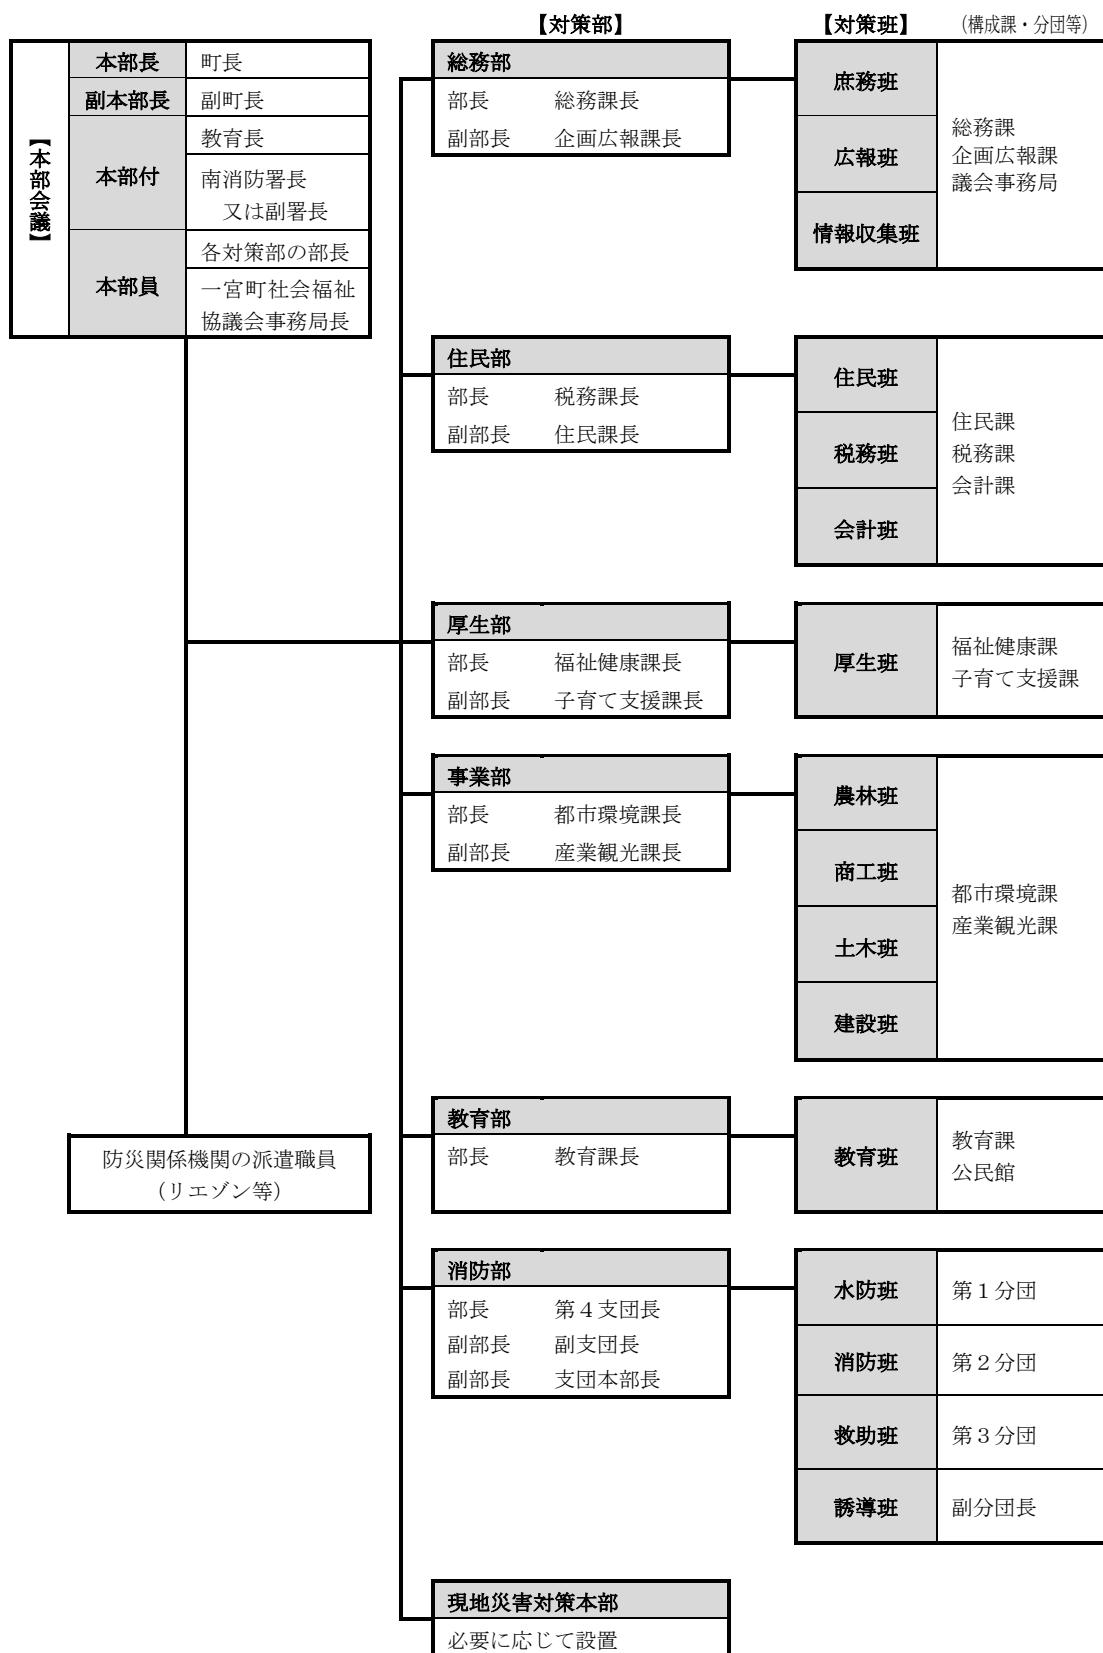 【対策部】
【対策班】
（構成課・分団等）
【本部会議】
本部長 町長
副本部長 副町長
本部付
教育長
南消防署長
又は副署長
本部員
各対策部の部長
一宮町社会福祉
協議会事務局長
総務部
部長 総務課長
副部長 企画広報課長
庶務班
広報班
情報収集班
総務課
企画広報課
議会事務局
住民部
部長 税務課長
副部長 住民課長
住民班
税務班
会計班
住民課
税務課
会計課
厚生部
部長 福祉健康課長
副部長 子育て支援課長
厚生班
福祉健康課
子育て支援課
事業部
部長 都市環境課長
副部長 産業観光課長
農林班
商工班
土木班
建設班
都市環境課
産業観光課
防災関係機関の派遣職員
（リエゾン等）
教育部
部長 教育課長
教育班
教育課
公民館
消防部
部長 第４支団長
副部長 副支団長
副部長 支団本部長
水防班 第１分団
消防班 第２分団
救助班 第３分団
誘導班 副分団長
現地災害対策本部
必要に応じて設置